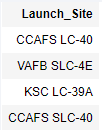 Launch_Site
CCAFS LC-40
VAFB SLC-4E
KSC LC-39A
CCAFS SLC-40